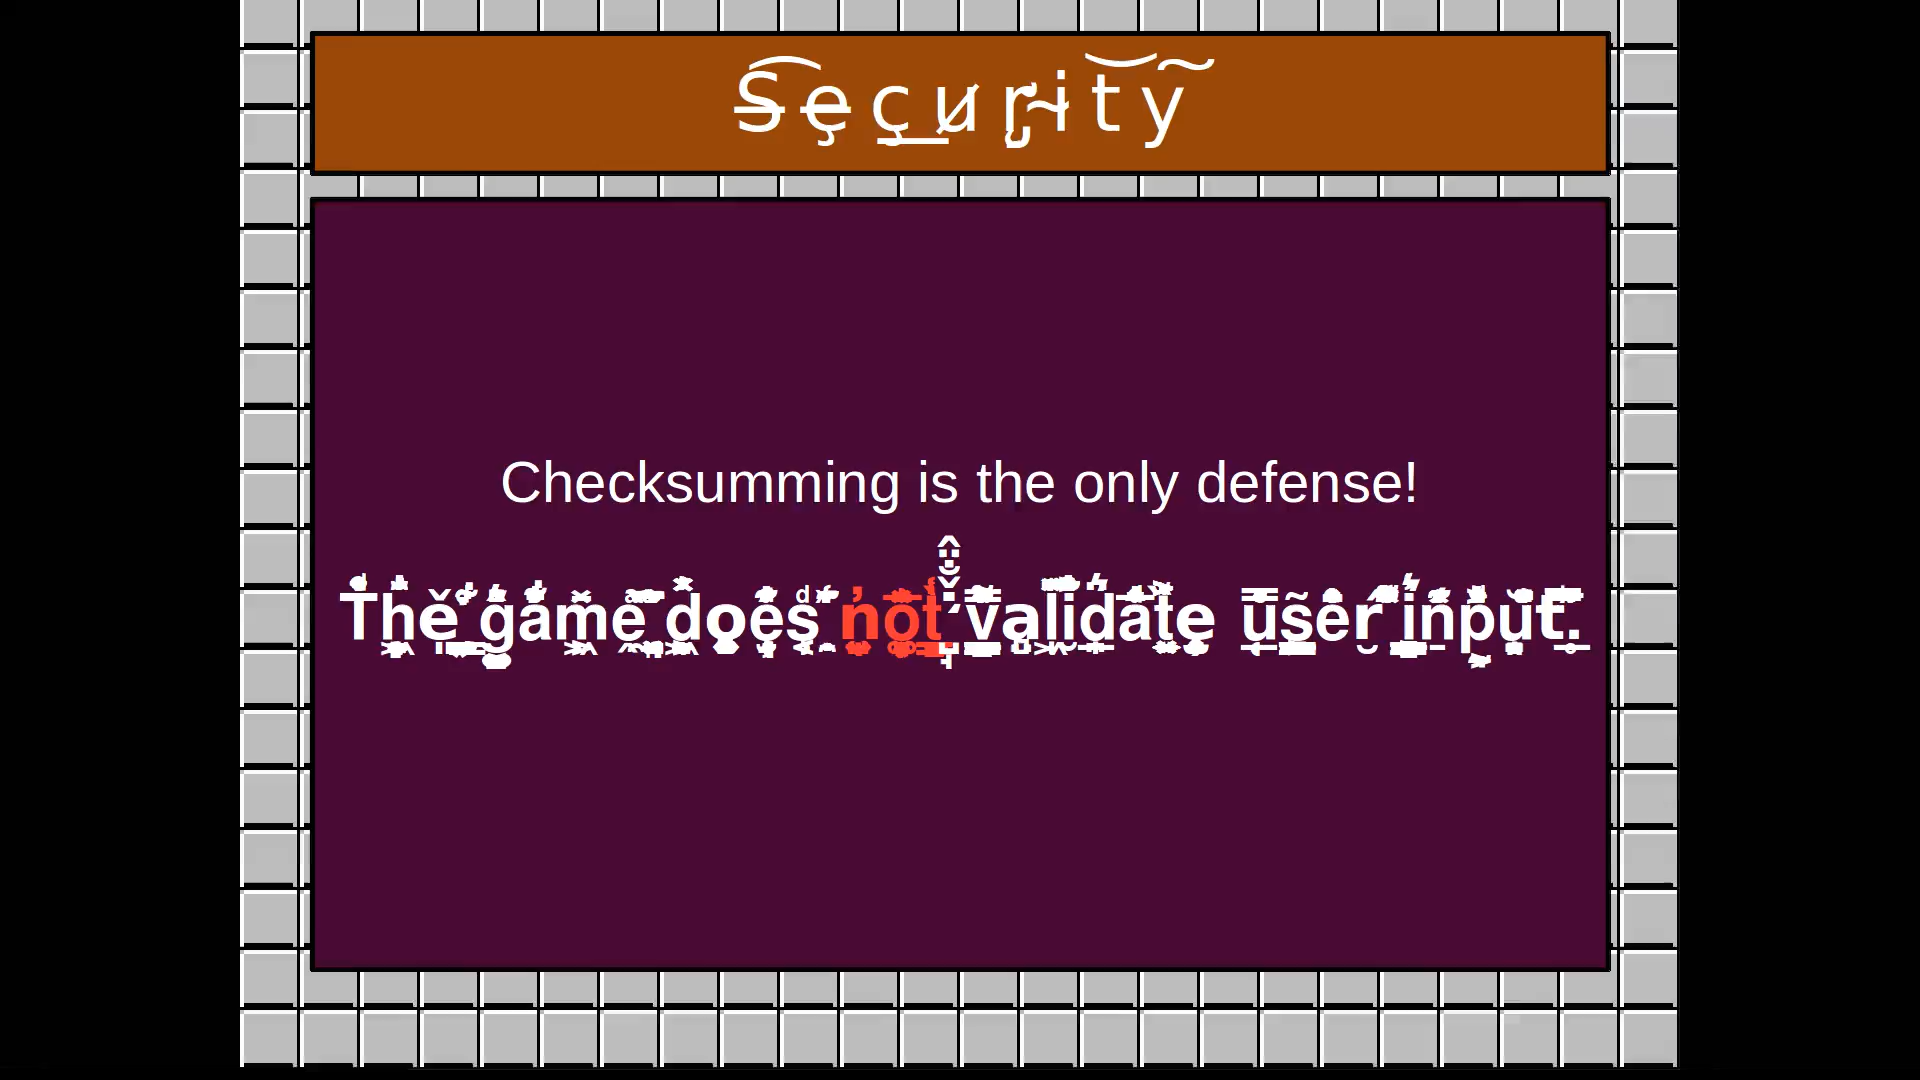 Security
Checksumming is the only defense!
The game does not validate user input.